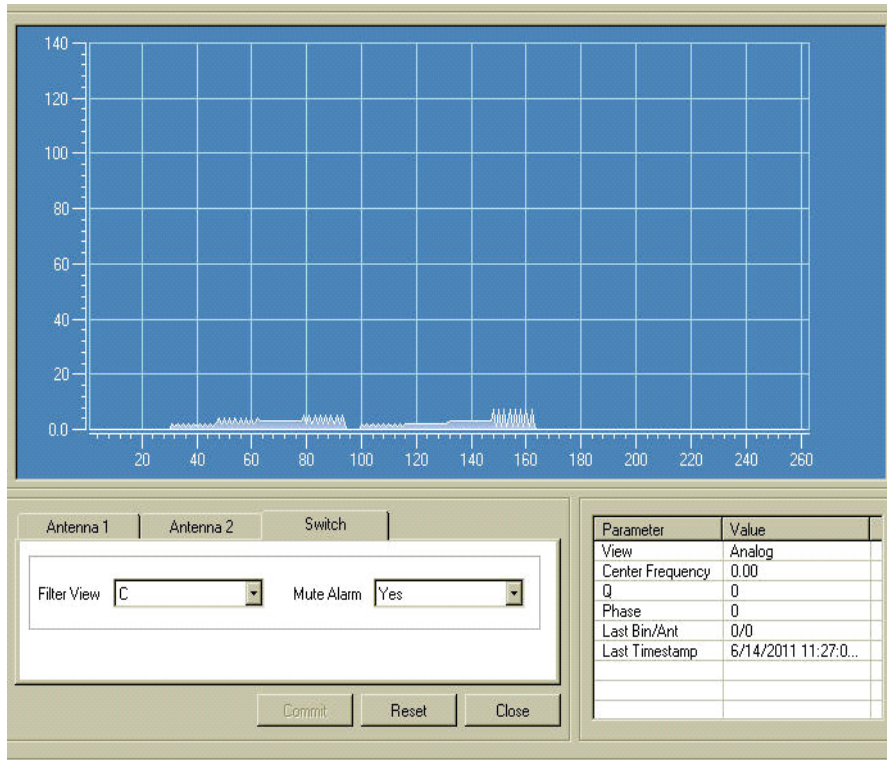 140
120
100
80
60
40
20
0.0
20 40 60 80 100 120 140 160 180 200 220 240 260
Antenna 1 Antenna 2 Switch
Filter View C Mute Alarm Yes
Commit Reset Close
Parameter Value
View Analog
Center Frequency 0.00
Q 0
Phase 0
Last Bin/Ant 0/0
Last Timestamp 6/14/2011 11:27:0...